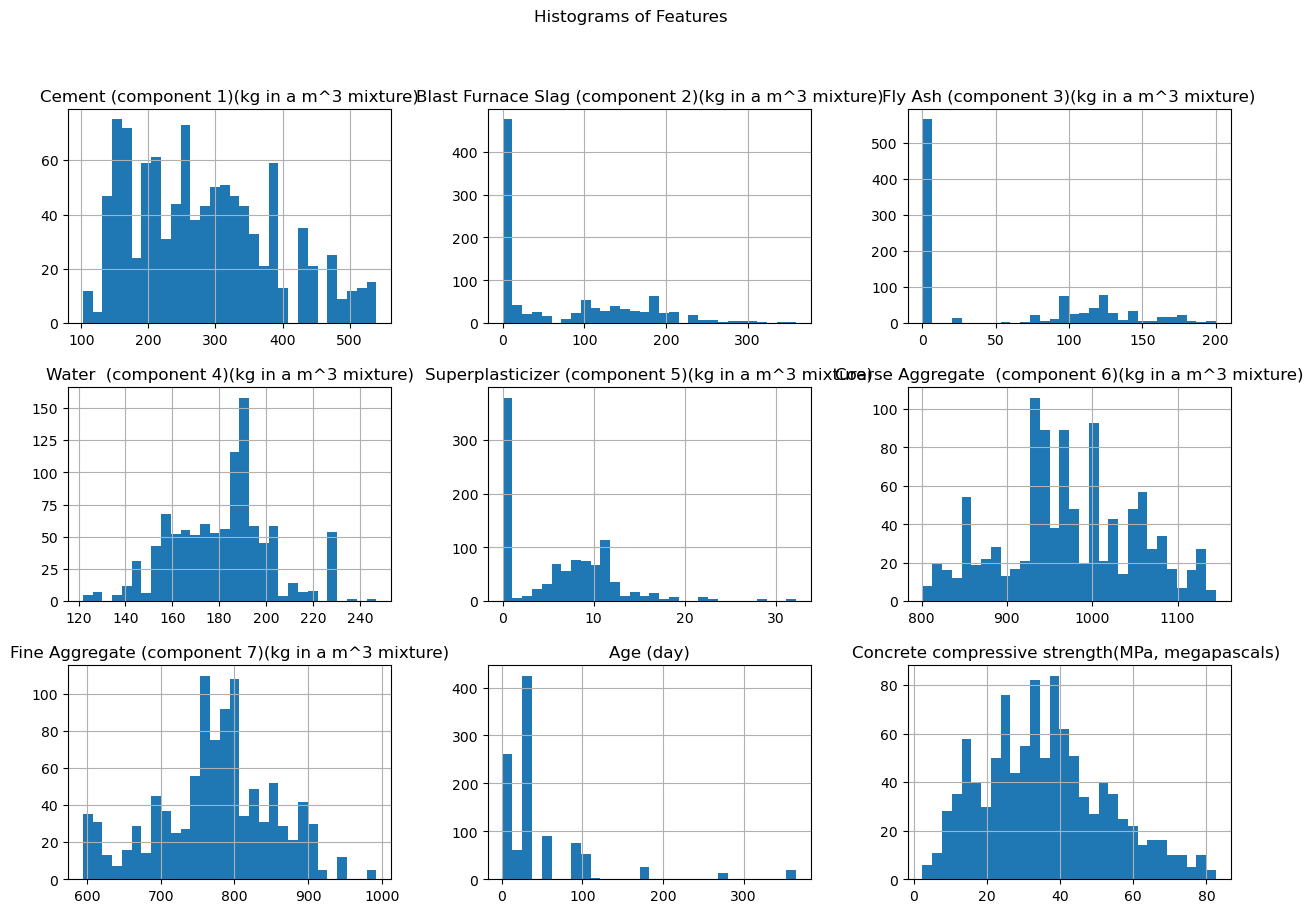 Histograms of Features
Cement (component 1)(kg in a m^3 mixture)
60
40
20
0
100 200 300 400 500
Blast Furnace Slag (component 2)(kg in a m^3 mixture)
400
300
200
100
0
0 100 200 300
Fly Ash (component 3)(kg in a m^3 mixture)
500
400
300
200
100
0
0 50 100 150 200
Water  (component 4)(kg in a m^3 mixture)
150
125
100
75
50
25
0
120 140 160 180 200 220 240
Superplasticizer (component 5)(kg in a m^3 mixture)
400
300
200
100
0
0 10 20 30
Coarse Aggregate  (component 6)(kg in a m^3 mixture)
100
80
60
40
20
0
800 900 1000 1100
Fine Aggregate (component 7)(kg in a m^3 mixture)
100
80
60
40
20
0
600 700 800 900 1000
Age (day)
400
300
200
100
0
0 100 200 300
Concrete compressive strength(MPa, megapascals)
80
60
40
20
0
0 20 40 60 80